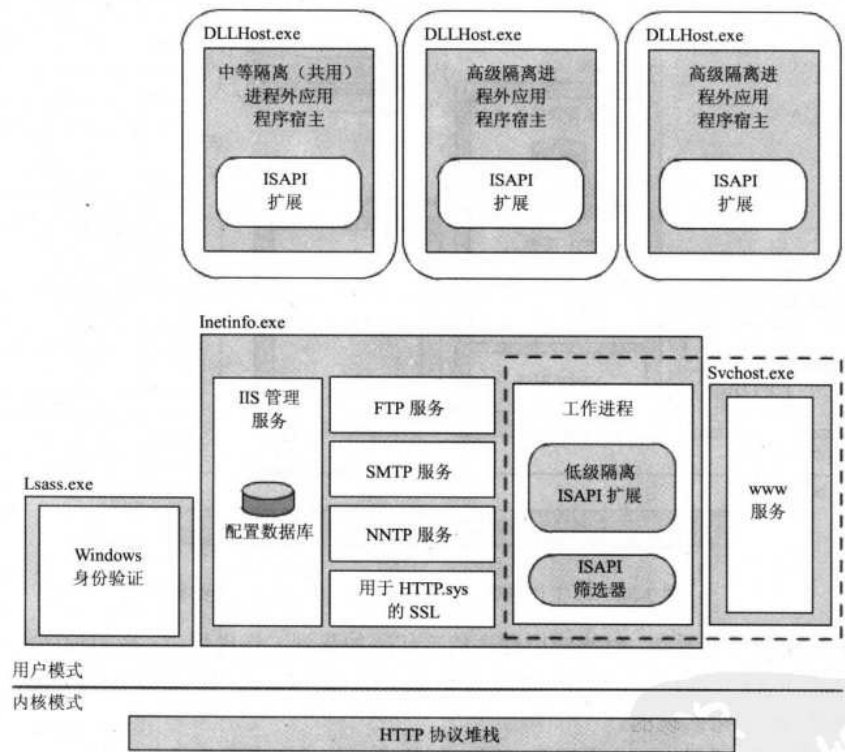 DLLHost.exe
中等隔离（共用）
进程外应用
程序宿主
ISAPI
扩展
DLLHost.exe
高级隔离进
程外应用
程序宿主
ISAPI
扩展
DLLHost.exe
高级隔离进
程外应用
程序宿主
ISAPI
扩展
Inetinfo.exe
IIS 管理
服务
配置数据库
FTP 服务
SMTP 服务
NNTP 服务
用于 HTTP.sys
的 SSL
工作进程
低级隔离
ISAPI 扩展
ISAPI
筛选器
Svchost.exe
www
服务
Lsass.exe
Windows
身份验证
用户模式
内核模式
HTTP 协议堆栈